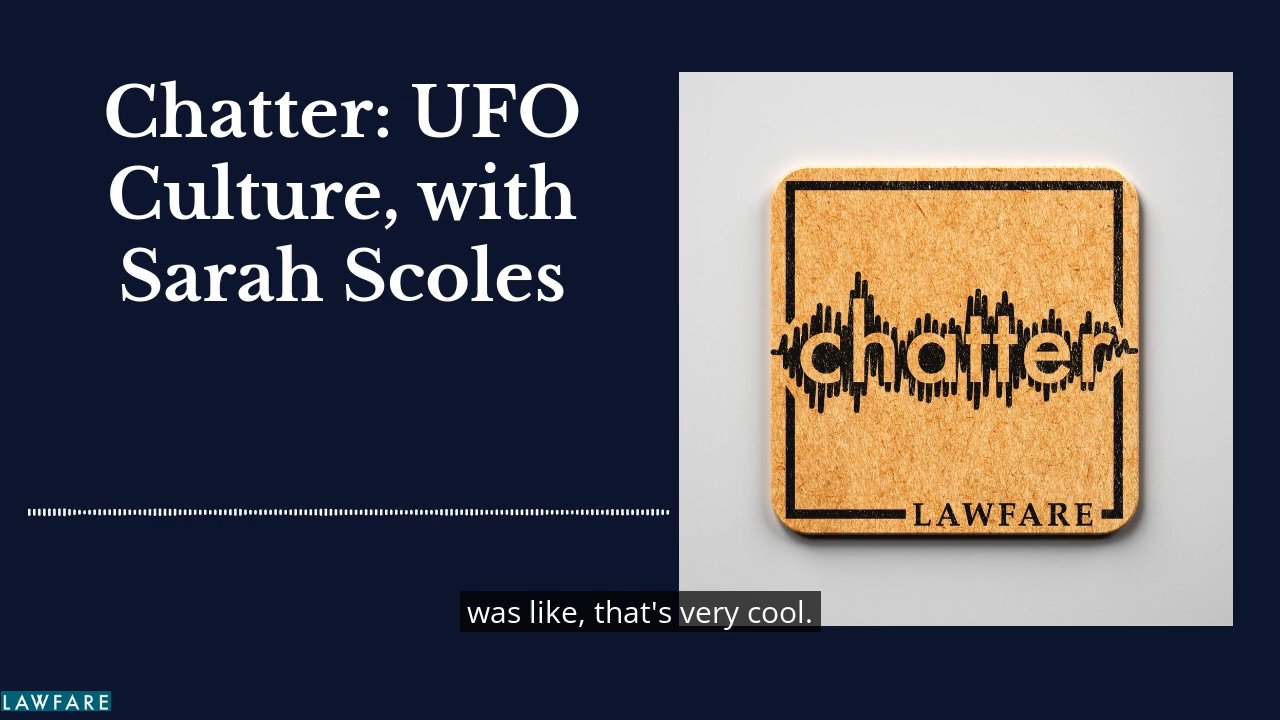 Chatter: UFO
Culture, with
Sarah Scoles
chatter
LAWFARE
was like, that's very cool.
LAWFARE